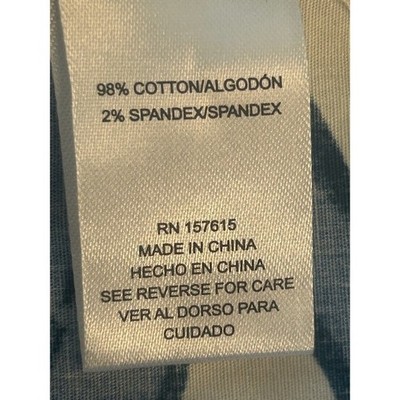 98% COTTON/ALGODÓN
2% SPANDEX/SPANDEX
RN 157615
MADE IN CHINA
HECHO EN CHINA
SEE REVERSE FOR CARE
VER AL DORSO PARA
CUIDADO